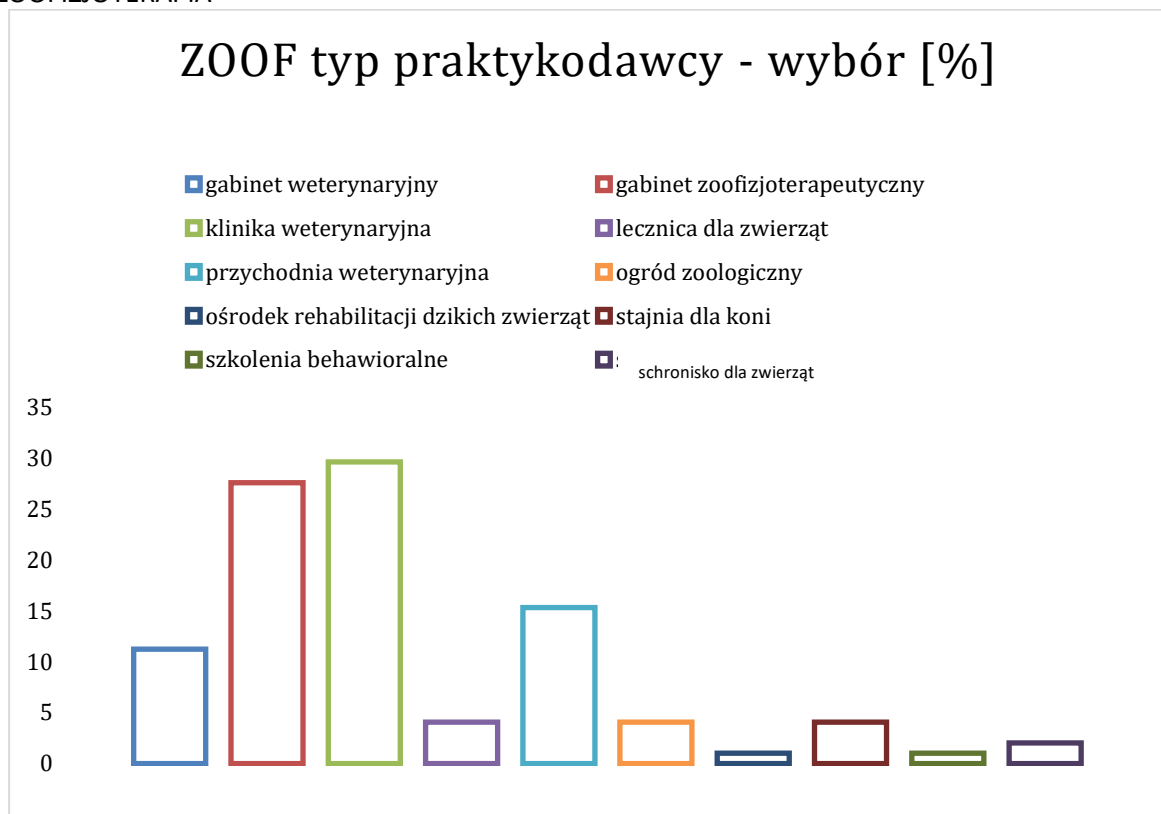 ZOOF typ praktykodawcy - wybór [%]
gabinet weterynaryjny gabinet zoofizjoterapeutyczny
klinika weterynaryjna lecznica dla zwierząt
przychodnia weterynaryjna ogród zoologiczny
ośrodek rehabilitacji dzikich zwierząt stajnia dla koni
szkolenia behawioralne schronisko dla zwierząt
35
30
25
20
15
10
5
0